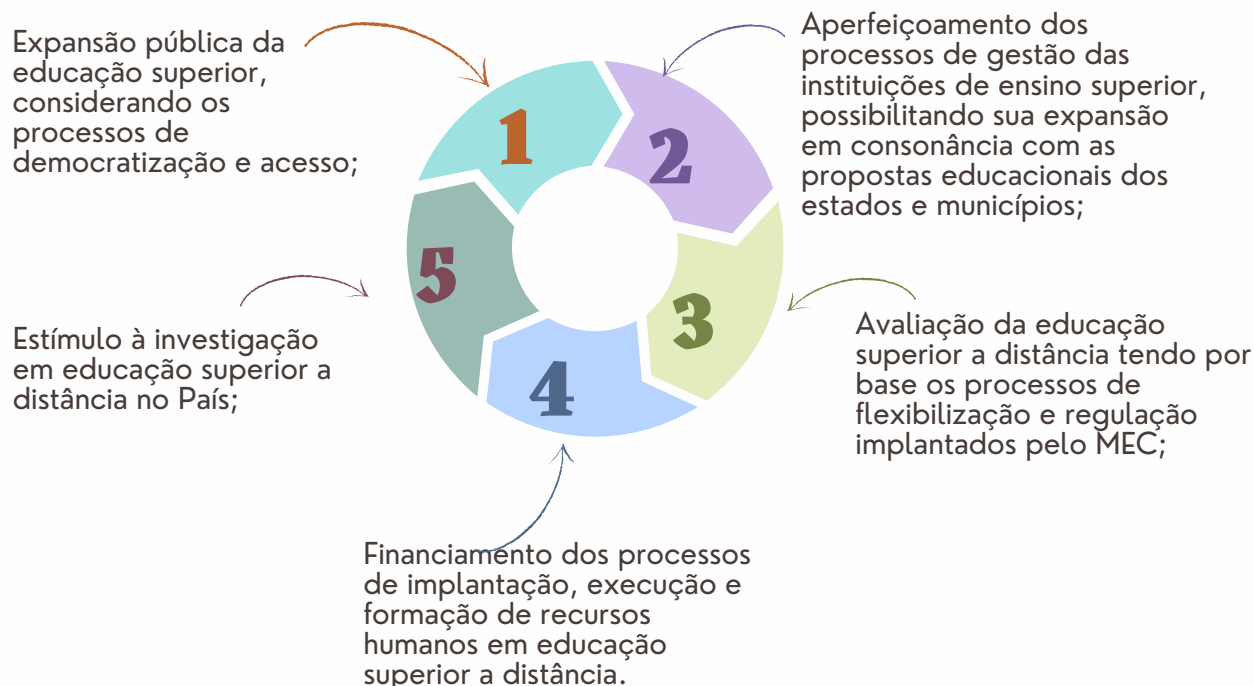 1
Expansão pública da
educação superior,
considerando os
processos de
democratização e acesso;
2
Aperfeiçoamento dos
processos de gestão das
instituições de ensino superior,
possibilitando sua expansão
em consonância com as
propostas educacionais dos
estados e municípios;
3
Avaliação da educação
superior a distância tendo por
base os processos de
flexibilização e regulação
implantados pelo MEC;
4
Financiamento dos processos
de implantação, execução e
formação de recursos
humanos em educação
superior a distância.
5
Estímulo à investigação
em educação superior a
distância no País;